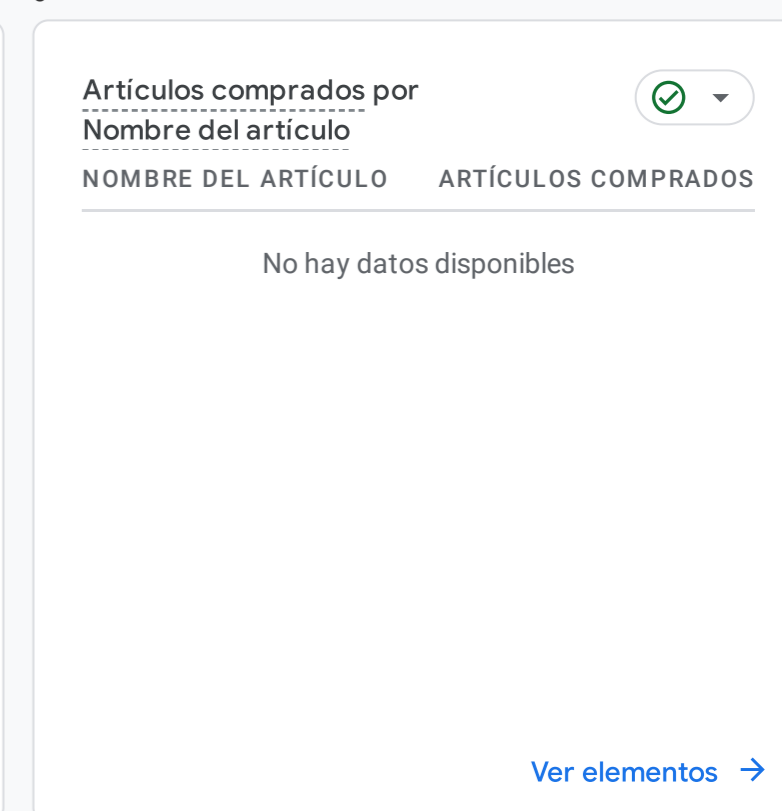 Artículos comprados por
Nombre del artículo
NOMBRE DEL ARTÍCULO ARTÍCULOS COMPRADOS
No hay datos disponibles
Ver elementos